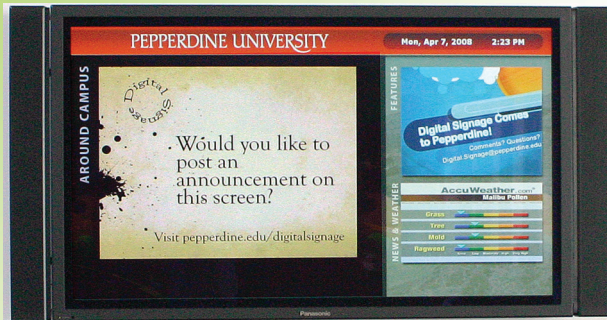 PEPPERDINE UNIVERSITY
Mon, Apr 7, 2008 2:23 PM
AROUND CAMPUS
Digital Signage
Would you like to
post an
announcement on
this screen?
Visit pepperdine.edu/digitalsignage
FEATURES
Digital Signage Comes
to Pepperdine!
Comments? Questions?
Digital.Signage@pepperdine.edu
NEWS & WEATHER
AccuWeather.com
Malibu Pollen
Grass
Tree
Mold
Ragweed
Panasonic